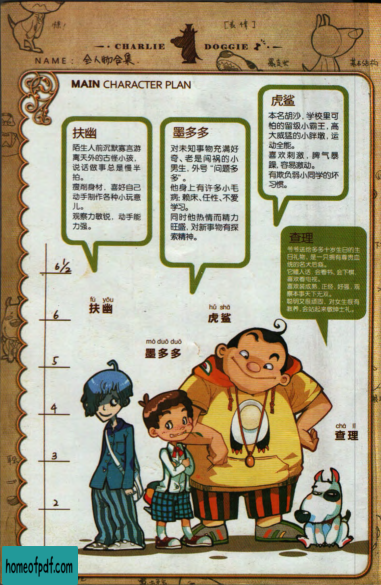 CHARLIE DOGGIE
NAME:
MAIN CHARACTER PLAN
扶幽
陌生人前沉默寡言游
离天外的古怪小孩,
说话做事总是慢半
拍。
瘦削身材,喜好自己
动手制作各种小玩意
儿。
观察力敏锐,动手能
力强。
墨多多
对未知事物充满好
奇、老是闯祸的小
男生,外号“问题多
多”。
他身上有许多小毛
病:赖床、任性、不爱
学习。
同时他热情而精力
旺盛,对新事物有探
索精神。
虎鲨
本名胡沙,学校里可
怕的留级小霸王,高
大威猛的小胖墩,运
动全能。
喜欢刺激,脾气暴
躁,容易激动。
有欺负弱小同学的坏
习惯。
查理
6 1/2
6
5
4
3
2
fú yōu
扶幽
mò duō duō
墨多多
hǔ shā
虎鲨
chá lǐ
查理
homeofpdf.com